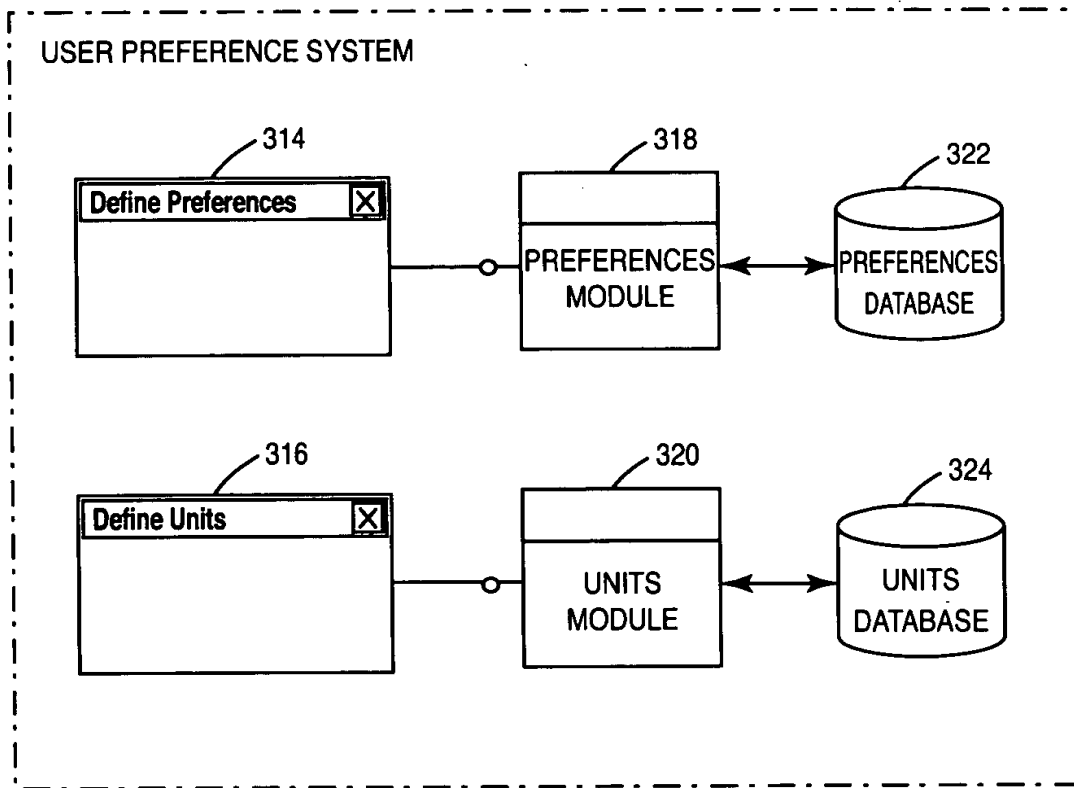 USER PREFERENCE SYSTEM
314
318
322
Define Preferences X
PREFERENCES
MODULE
PREFERENCES
DATABASE
316
320
324
Define Units X
UNITS
MODULE
UNITS
DATABASE